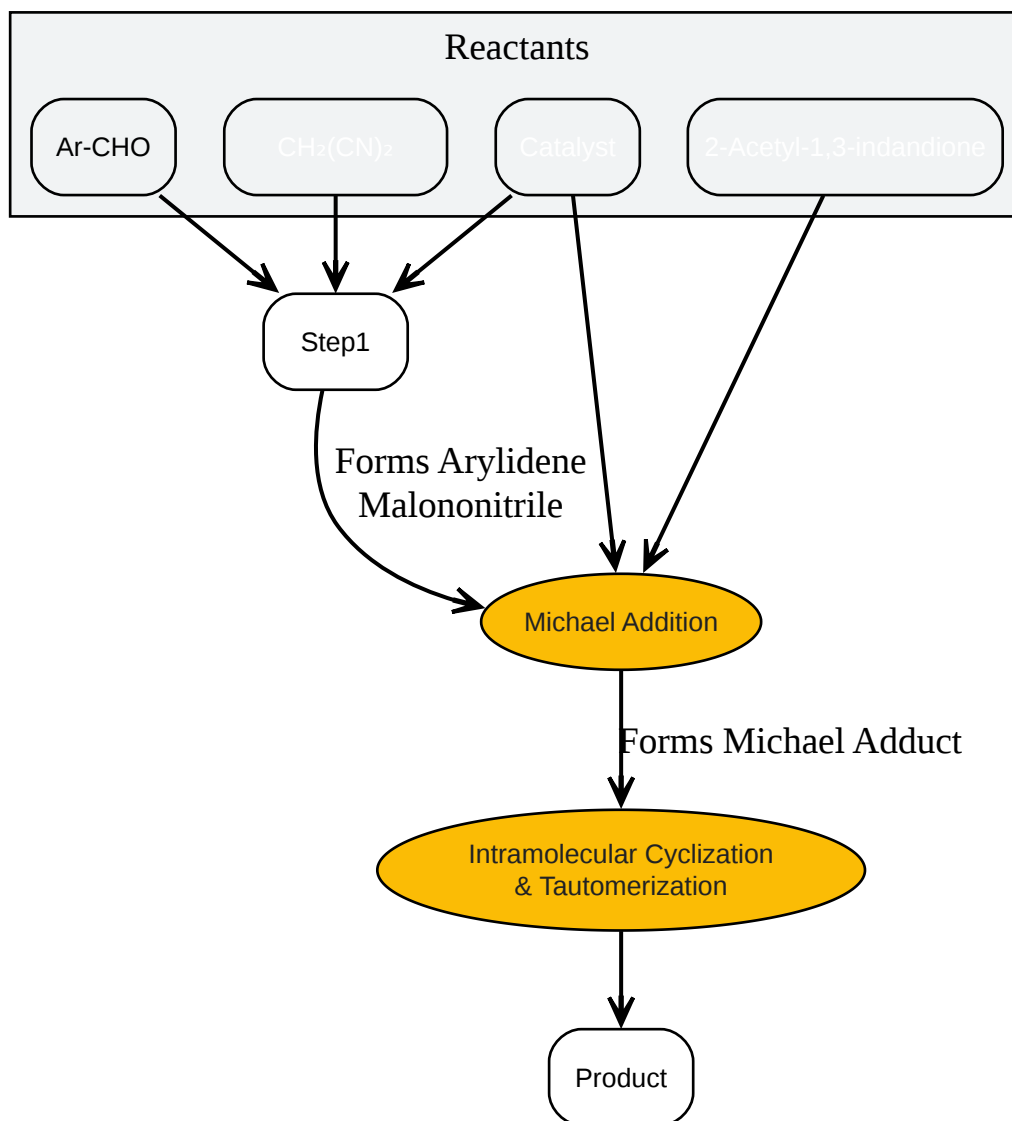 Reactants
Ar-CHO
CH₂(CN)₂
Catalyst
2-Acetyl-1,3-indandione
Step1
Forms Arylidene
Malononitrile
Michael Addition
Forms Michael Adduct
Intramolecular Cyclization
& Tautomerization
Product